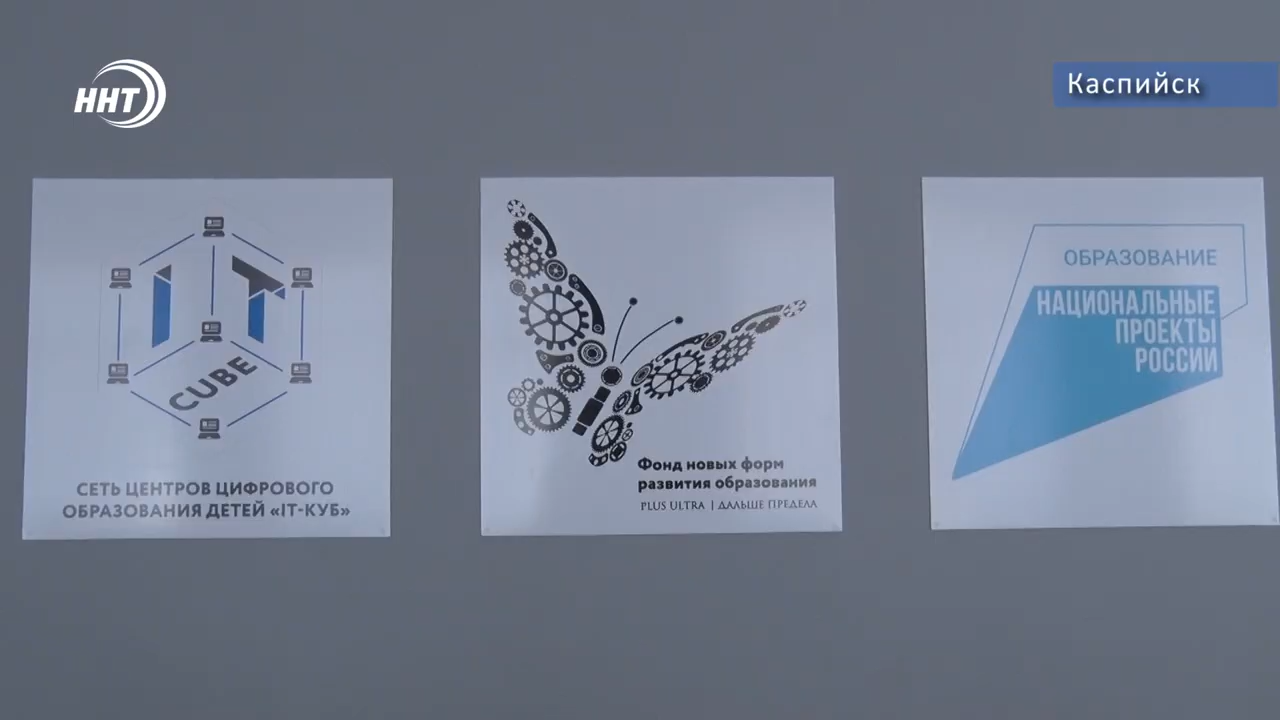 ННТ
Каспийск
IT
CUBE
СЕТЬ ЦЕНТРОВ ЦИФРОВОГО
ОБРАЗОВАНИЯ ДЕТЕЙ «IT-КУБ»
Фонд новых форм
развития образования
PLUS ULTRA | ДАЛЬШЕ ПРЕДЕЛА
ОБРАЗОВАНИЕ
НАЦИОНАЛЬНЫЕ
ПРОЕКТЫ
РОССИИ